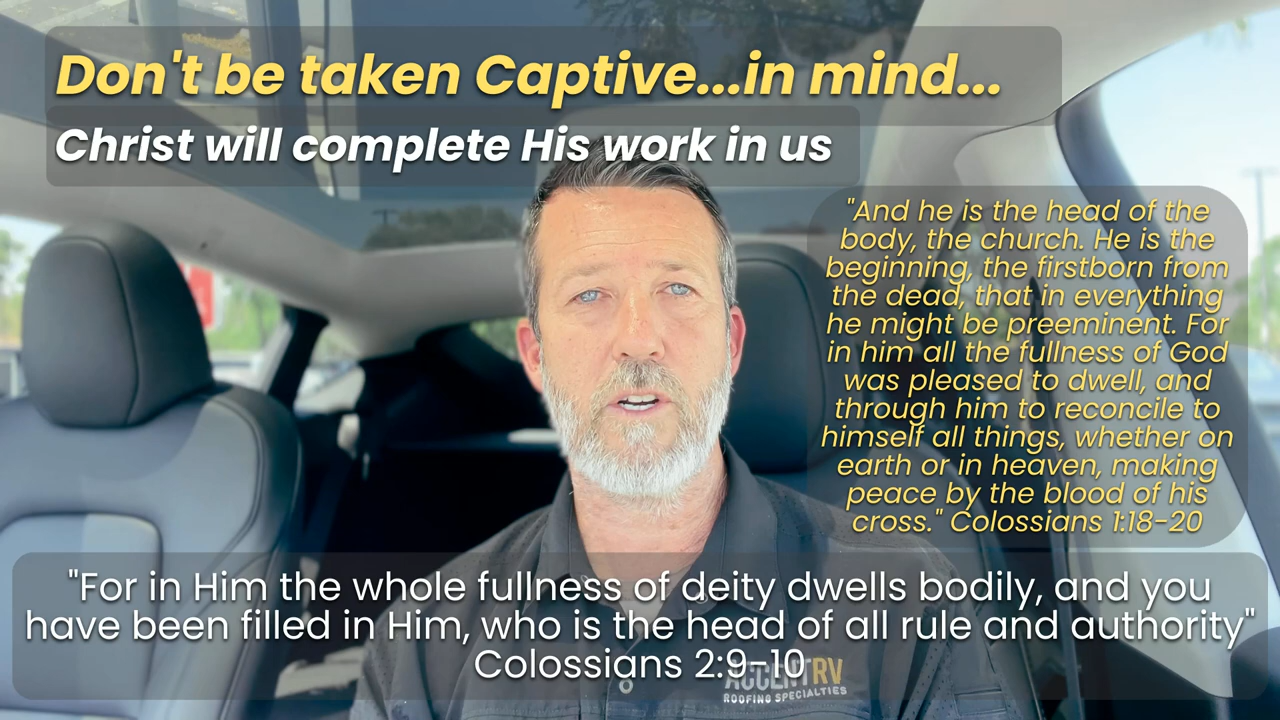 Don't be taken Captive...in mind...
Christ will complete His work in us
"And he is the head of the
body, the church. He is the
beginning, the firstborn from
the dead, that in everything
he might be preeminent. For
in him all the fullness of God
was pleased to dwell, and
through him to reconcile to
himself all things, whether on
earth or in heaven, making
peace by the blood of his
cross." Colossians 1:18-20
"For in Him the whole fullness of deity dwells bodily, and you
have been filled in Him, who is the head of all rule and authority"
Colossians 2:9-10
ACCENT RV
ROOFING SPECIALTIES